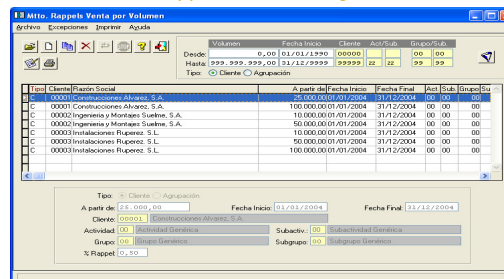 Mtto. Rappels Venta por Volumen
Archivo Excepciones Imprimir Ayuda
Volumen Fecha Inicio Cliente Act/Sub. Grupo/Sub
Desde: 0,00 01/01/1990 00000 00 00
Hasta: 999.999.999,00 31/12/9999 99999 zz zz 99 99
Tipo: Cliente Agrupación
Tipo Cliente Razón Social A partir de Fecha Inicio Fecha Final Act. Sub. Grupo Su
C 00001 Construcciones Alvarez, S.A. 25.000,00 01/01/2004 31/12/2004 00 00 00
C 00001 Construcciones Alvarez, S.A. 100.000,00 01/01/2004 31/12/2004 00 00 00
C 00002 Ingenieria y Montajes Suelme, S.A. 10.000,00 01/01/2004 31/12/2004 00 00 00
C 00002 Ingenieria y Montajes Suelme, S.A. 50.000,00 01/01/2004 31/12/2004 00 00 00
C 00003 Instalaciones Ruperez. S.L. 10.000,00 01/01/2004 31/12/2004 00 00 00
C 00003 Instalaciones Ruperez. S.L. 50.000,00 01/01/2004 31/12/2004 00 00 00
C 00003 Instalaciones Ruperez. S.L. 100.000,00 01/01/2004 31/12/2004 00 00 00
Tipo: Cliente Agrupación
A partir de: 25.000,00 Fecha Inicio: 01/01/2004 Fecha Final: 31/12/2004
Cliente: 00001 Construcciones Alvarez, S.A.
Actividad: 00 Actividad Genérica Subactiv.: 00 Subactividad Genérica
Grupo: 00 Grupo Genérico Subgrupo: 00 Subgrupo Genérico
% Rappel: 0,50